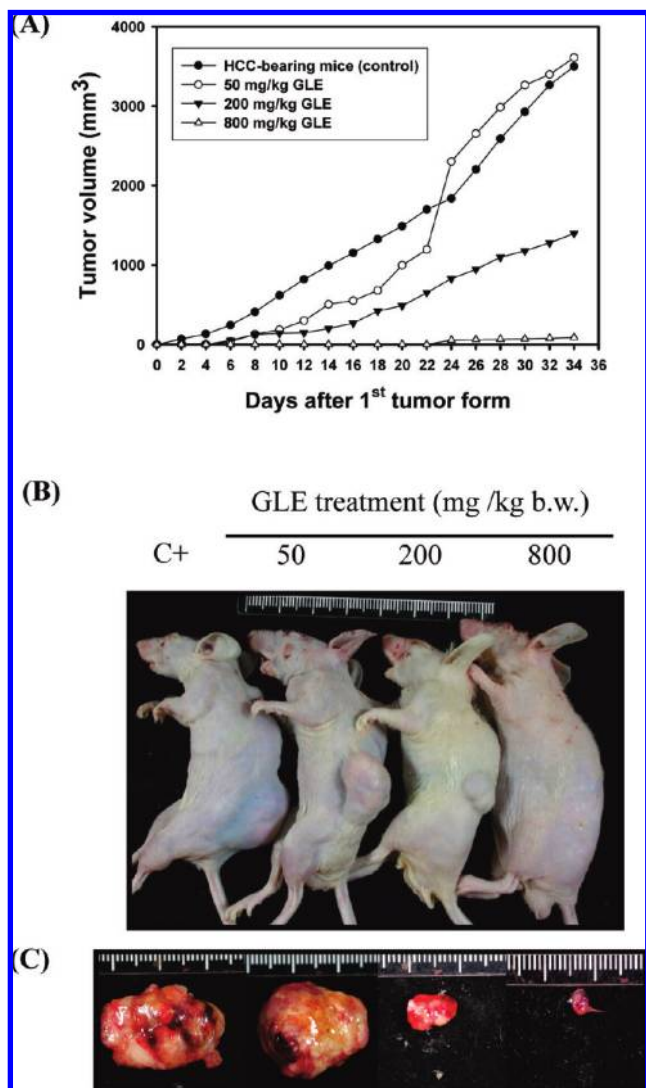 (A)
4000
3000
2000
1000
0
Tumor volume (mm3)
HCC-bearing mice (control)
50 mg/kg GLE
200 mg/kg GLE
800 mg/kg GLE
0 2 4 6 8 10 12 14 16 18 20 22 24 26 28 30 32 34 36
Days after 1st tumor form
(B)
GLE treatment (mg /kg b.w.)
C+ 50 200 800
(C)